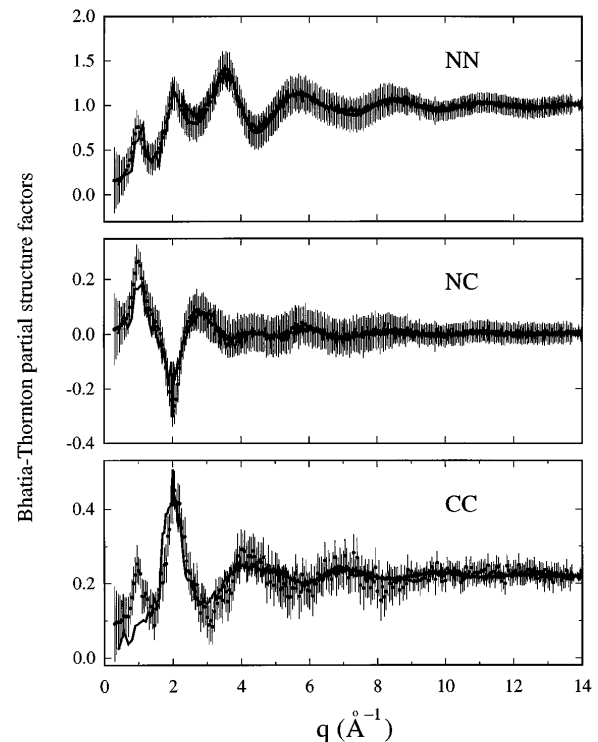 Bhatia-Thornton partial structure factors
2.0
1.5
1.0
0.5
0.0
NN
0.2
0.0
-0.2
-0.4
NC
0.4
0.2
0.0
CC
0 2 4 6 8 10 12 14
q (Å⁻¹)